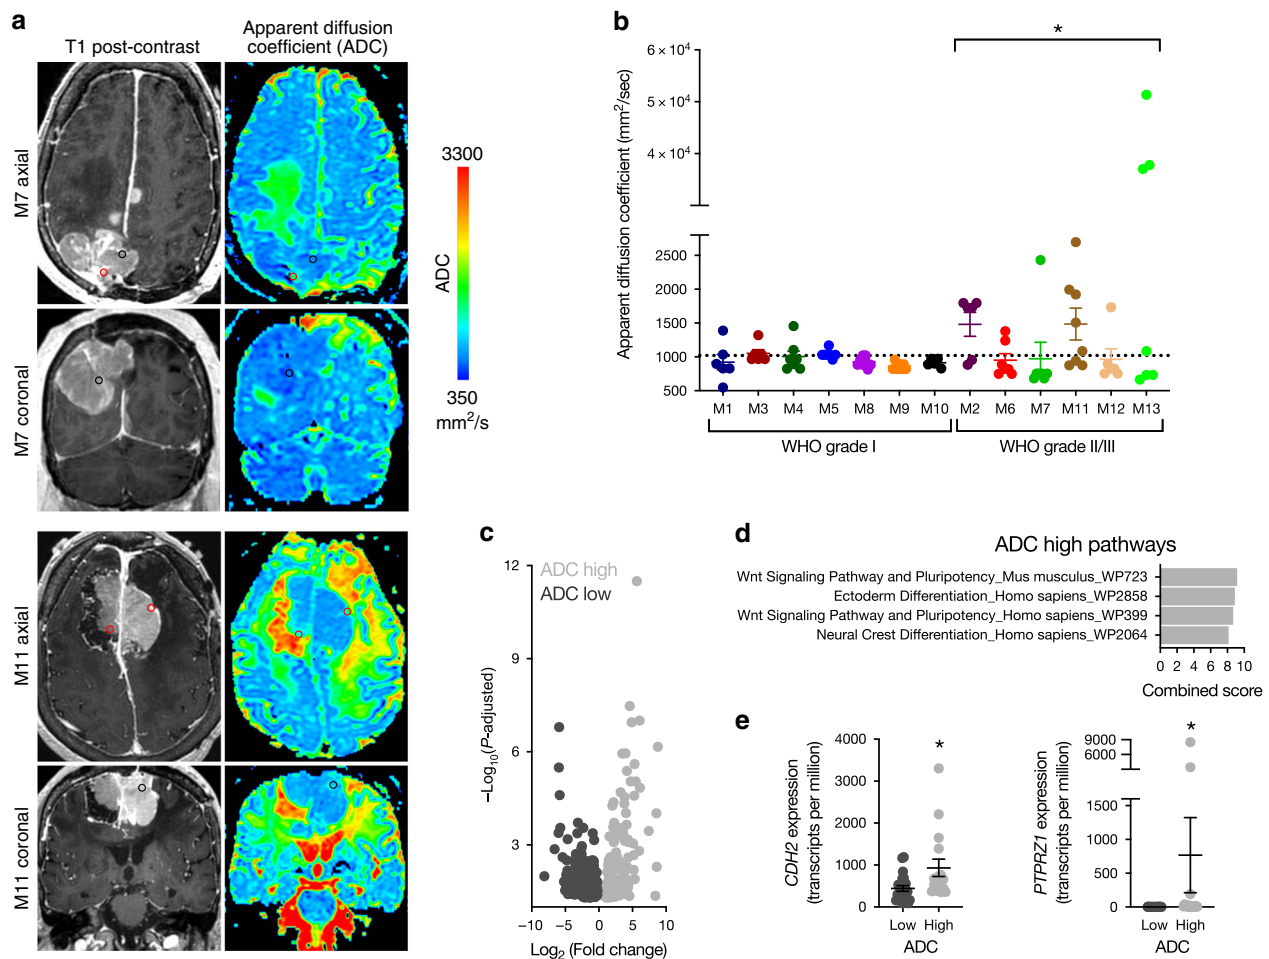 a
T1 post-contrast
Apparent diffusion
coefficient (ADC)
M7 axial
M7 coronal
M11 axial
M11 coronal
3300
ADC
350
mm²/s
b
*
Apparent diffusion coefficient (mm²/sec)
6 × 10⁴
5 × 10⁴
4 × 10⁴
2500
2000
1500
1000
500
M1 M3 M4 M5 M8 M9 M10 M2 M6 M7 M11 M12 M13
WHO grade I
WHO grade II/III
c
ADC high
ADC low
−Log₁₀(P-adjusted)
12
9
6
3
−10 −5 0 5 10
Log₂ (Fold change)
d
ADC high pathways
Wnt Signaling Pathway and Pluripotency_Mus musculus_WP723
Ectoderm Differentiation_Homo sapiens_WP2858
Wnt Signaling Pathway and Pluripotency_Homo sapiens_WP399
Neural Crest Differentiation_Homo sapiens_WP2064
0 2 4 6 8 10
Combined score
e
CDH2 expression
(transcripts per million)
4000
3000
2000
1000
0
*
Low High
ADC
PTPRZ1 expression
(transcripts per million)
9000
6000
1500
1000
500
0
*
Low High
ADC